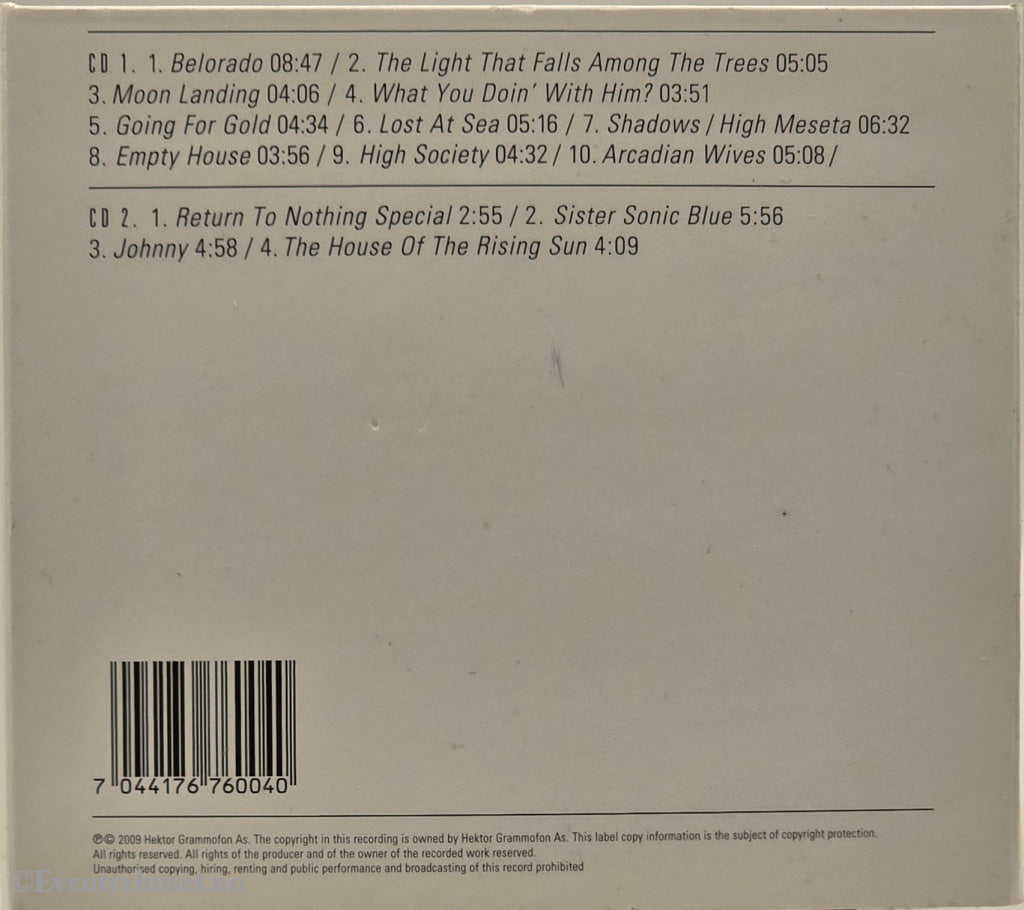 CD 1. 1. Belorado 08:47 / 2. The Light That Falls Among The Trees 05:05
3. Moon Landing 04:06 / 4. What You Doin' With Him? 03:51
5. Going For Gold 04:34 / 6. Lost At Sea 05:16 / 7. Shadows / High Meseta 06:32
8. Empty House 03:56 / 9. High Society 04:32 / 10. Arcadian Wives 05:08 /
CD 2. 1. Return To Nothing Special 2:55 / 2. Sister Sonic Blue 5:56
3. Johnny 4:58 / 4. The House Of The Rising Sun 4:09
7 044176 760040
℗© 2009 Hektor Grammofon As. The copyright in this recording is owned by Hektor Grammofon As. This label copy information is the subject of copyright protection.
All rights reserved. All rights of the producer and of the owner of the recorded work reserved.
Unauthorised copying, hiring, renting and public performance and broadcasting of this record prohibited
©Eventyrhuset.no